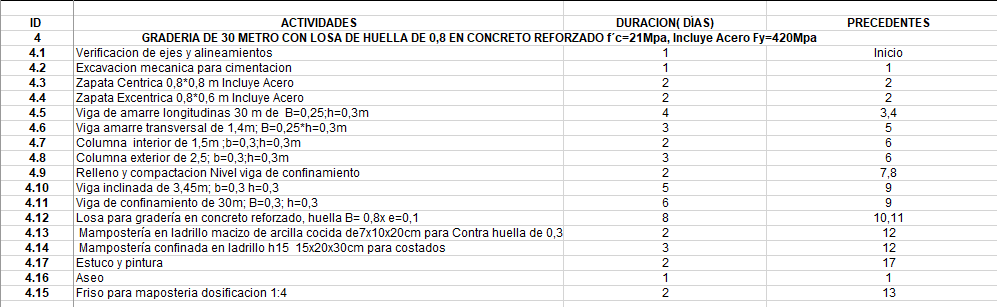 ID ACTIVIDADES DURACION( DÌAS) PRECEDENTES
4 GRADERIA DE 30 METRO CON LOSA DE HUELLA DE 0,8 EN CONCRETO REFORZADO f´c=21Mpa, Incluye Acero Fy=420Mpa
4.1 Verificacion de ejes y alineamientos 1 Inicio
4.2 Excavacion mecanica para cimentacion 1 1
4.3 Zapata Centrica 0,8*0,8 m Incluye Acero 2 2
4.4 Zapata Excentrica 0,8*0,6 m Incluye Acero 2 2
4.5 Viga de amarre longitudinas 30 m de B=0,25;h=0,3m 4 3,4
4.6 Viga amarre transversal de 1,4m; B=0,25*h=0,3m 3 5
4.7 Columna interior de 1,5m ;b=0,3;h=0,3m 2 6
4.8 Columna exterior de 2,5; b=0,3;h=0,3m 3 6
4.9 Relleno y compactacion Nivel viga de confinamiento 2 7,8
4.10 Viga inclinada de 3,45m; b=0,3 h=0,3 5 9
4.11 Viga de confinamiento de 30m; B=0,3; h=0,3 6 9
4.12 Losa para gradería en concreto reforzado, huella B= 0,8x e=0,1 8 10,11
4.13 Mampostería en ladrillo macizo de arcilla cocida de7x10x20cm para Contra huella de 0,3 2 12
4.14 Mampostería confinada en ladrillo h15 15x20x30cm para costados 3 12
4.17 Estuco y pintura 2 17
4.16 Aseo 1 1
4.15 Friso para maposteria dosificacion 1:4 2 13